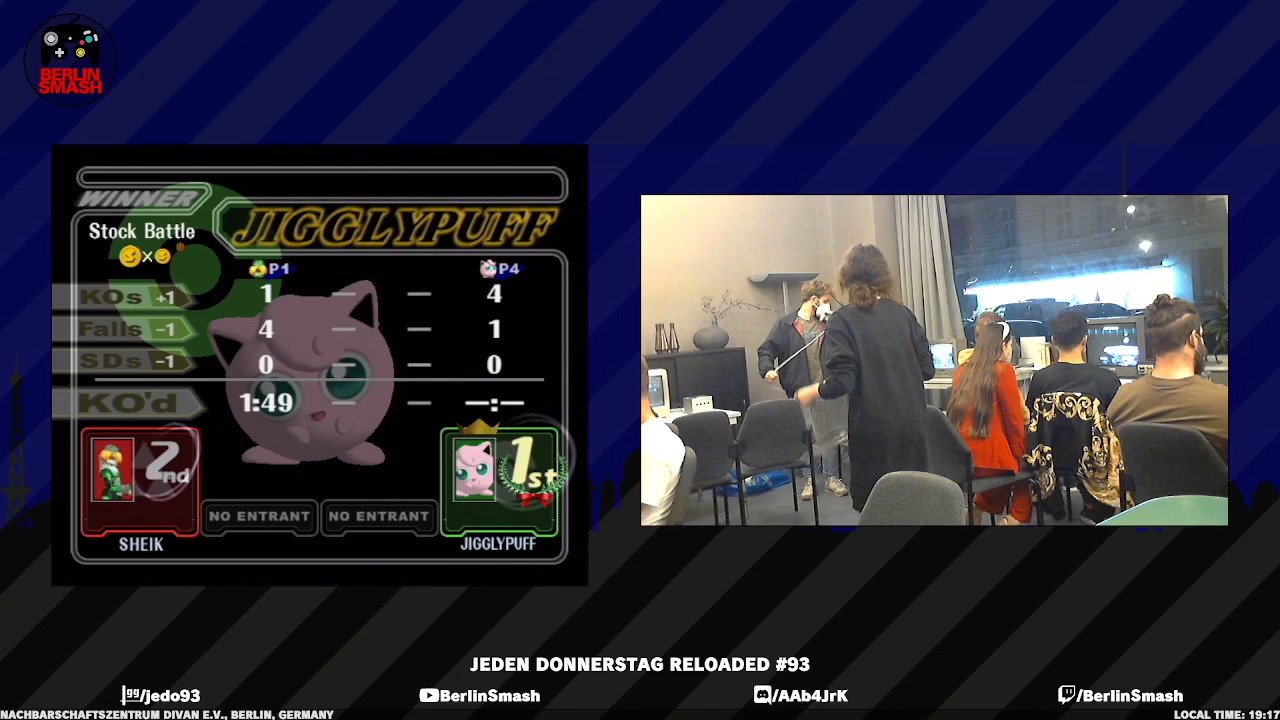 BERLIN
SMASH
WINNER
JIGGLYPUFF
Stock Battle
P1
P4
KOs +1
1 — — 4
Falls -1
4 — — 1
SDs -1
0 — — 0
KO'd
1:49 — — —:—
2nd
1st
NO ENTRANT
NO ENTRANT
SHEIK
JIGGLYPUFF
JEDEN DONNERSTAG RELOADED #93
gg/jedo93
BerlinSmash
/AAb4JrK
/BerlinSmash
NACHBARSCHAFTSZENTRUM DIVAN E.V., BERLIN, GERMANY
LOCAL TIME: 19:17